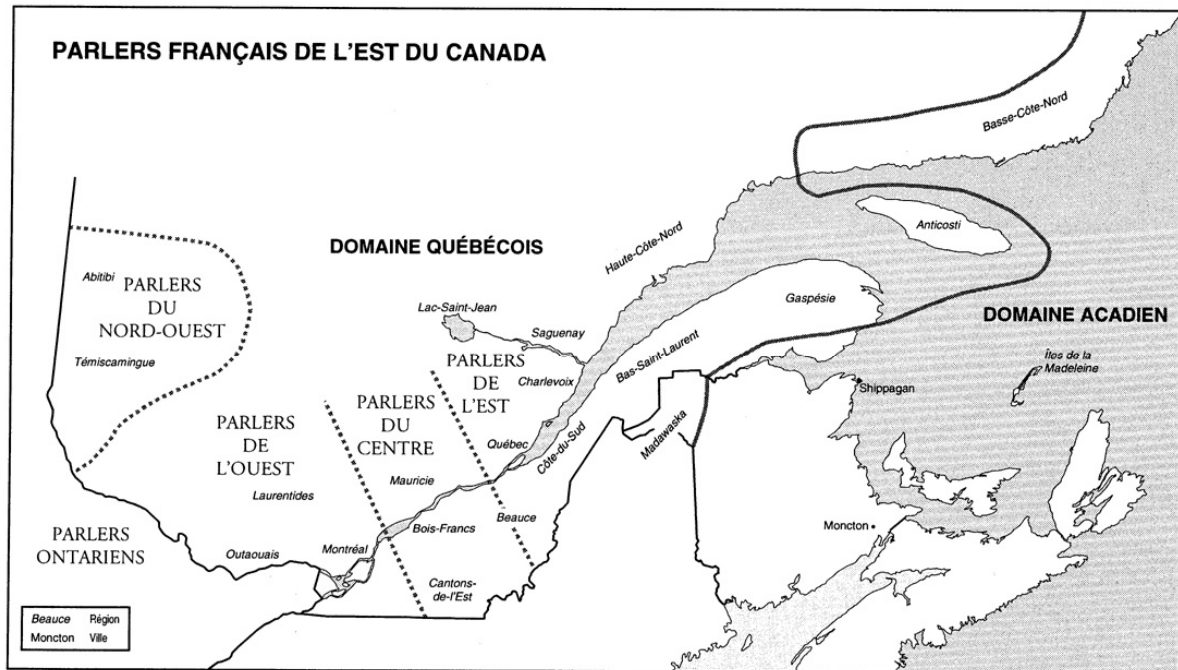 PARLERS FRANÇAIS DE L'EST DU CANADA
Basse-Côte-Nord
Anticosti
DOMAINE QUÉBÉCOIS
Haute-Côte-Nord
Abitibi
PARLERS
DU
NORD-OUEST
Témiscamingue
Lac-Saint-Jean
Saguenay
Gaspésie
DOMAINE ACADIEN
Bas-Saint-Laurent
Îles de la
Madeleine
PARLERS
DE
L'EST
Charlevoix
Shippagan
PARLERS
DU
CENTRE
PARLERS
DE
L'OUEST
Québec
Côte-du-Sud
Madawaska
Mauricie
Laurentides
Beauce
Bois-Francs
Moncton
PARLERS
ONTARIENS
Outaouais
Montréal
Cantons-
de-l'Est
Beauce Région
Moncton Ville